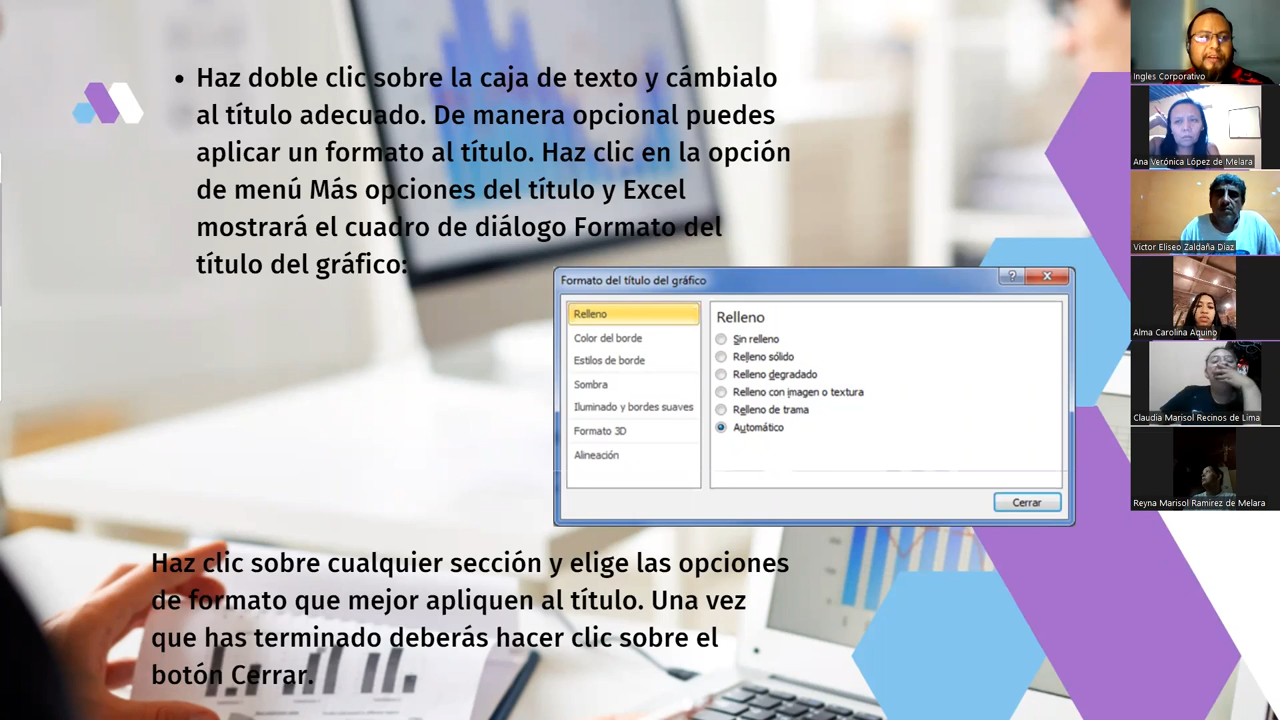 • Haz doble clic sobre la caja de texto y cámbialo
al título adecuado. De manera opcional puedes
aplicar un formato al título. Haz clic en la opción
de menú Más opciones del título y Excel
mostrará el cuadro de diálogo Formato del
título del gráfico:
Formato del título del gráfico
Relleno
Color del borde
Estilos de borde
Sombra
Iluminado y bordes suaves
Formato 3D
Alineación
Relleno
Sin relleno
Relleno sólido
Relleno degradado
Relleno con imagen o textura
Relleno de trama
Automático
Cerrar
Haz clic sobre cualquier sección y elige las opciones
de formato que mejor apliquen al título. Una vez
que has terminado deberás hacer clic sobre el
botón Cerrar.
Ingles Corporativo
Ana Verónica López de Melara
Victor Eliseo Zaldaña Diaz
Alma Carolina Aquino
Claudia Marisol Recinos de Lima
Reyna Marisol Ramirez de Melara